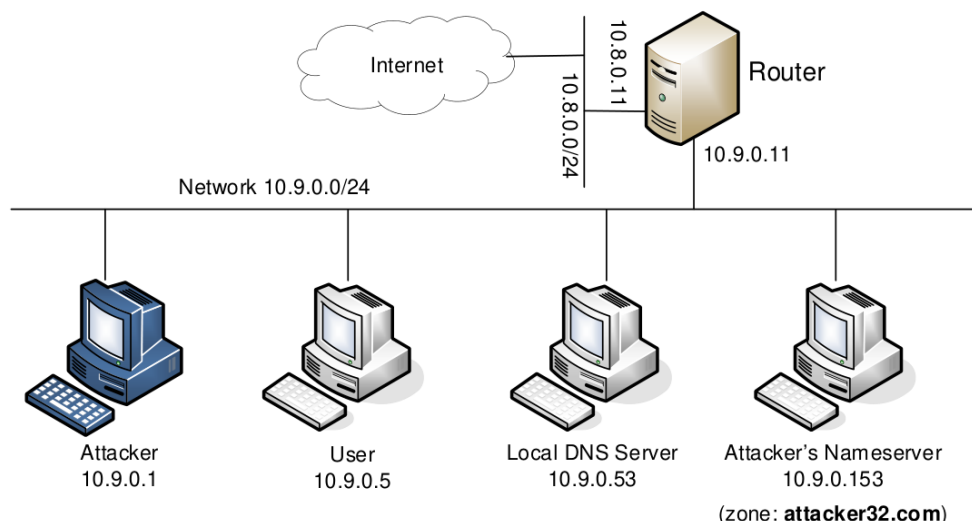 Internet
10.8.0.11
10.8.0.0/24
Router
10.9.0.11
Network 10.9.0.0/24
Attacker
10.9.0.1
User
10.9.0.5
Local DNS Server
10.9.0.53
Attacker's Nameserver
10.9.0.153
(zone: attacker32.com)